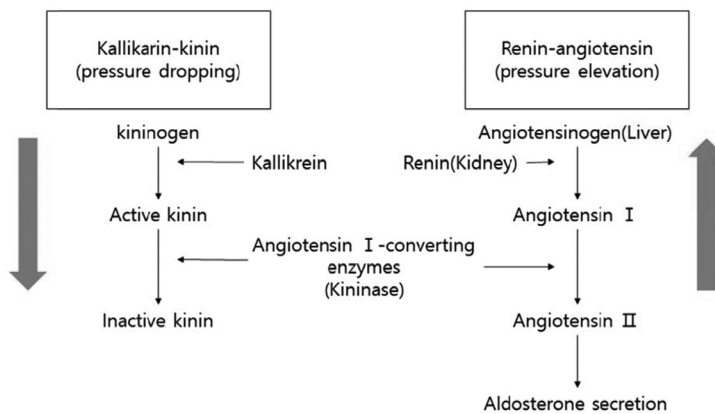 Kallikarin-kinin
(pressure dropping)
Renin-angiotensin
(pressure elevation)
kininogen
Angiotensinogen(Liver)
Kallikrein
Renin(Kidney)
Active kinin
Angiotensin Ⅰ
Angiotensin Ⅰ-converting
enzymes
(Kininase)
Inactive kinin
Angiotensin Ⅱ
Aldosterone secretion